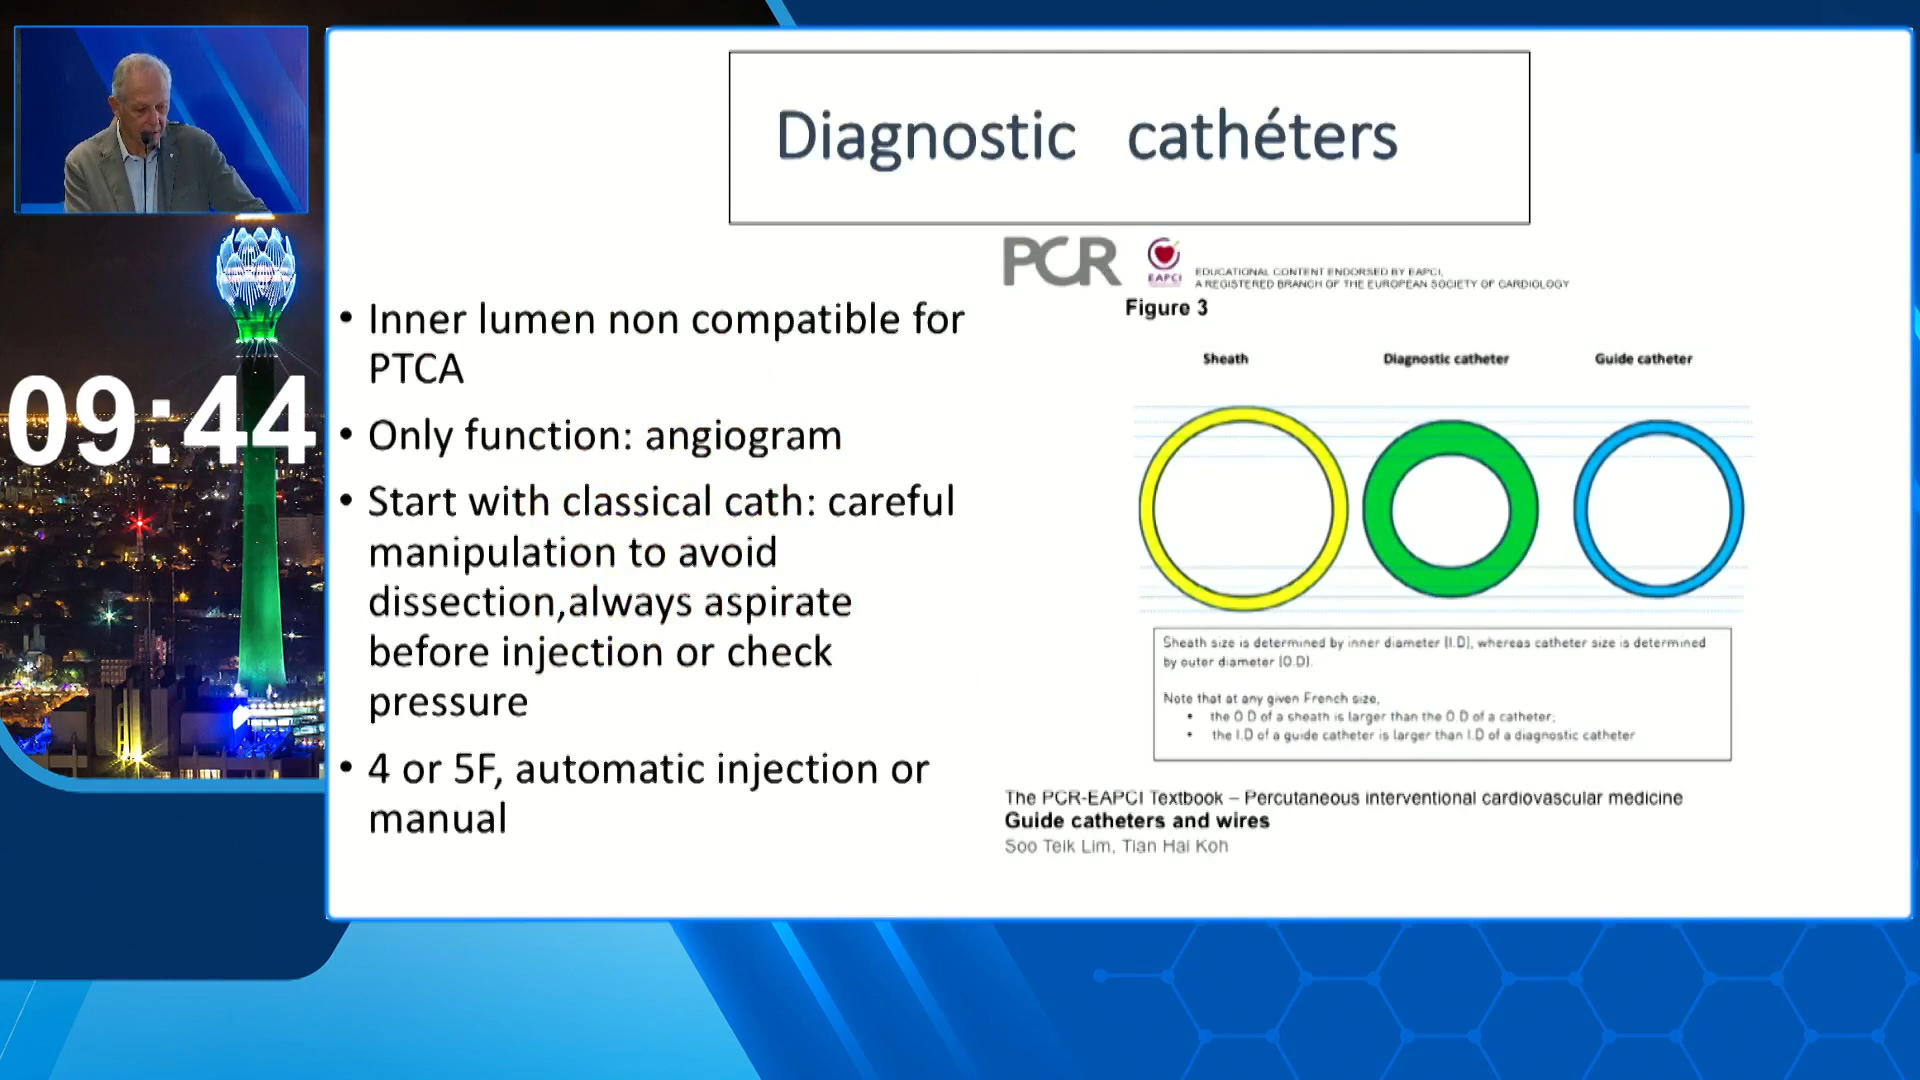 Diagnostic cathéters
PCR
EAPCI
EDUCATIONAL CONTENT ENDORSED BY EAPCI,
A REGISTERED BRANCH OF THE EUROPEAN SOCIETY OF CARDIOLOGY
09:44
• Inner lumen non compatible for
PTCA
• Only function: angiogram
• Start with classical cath: careful
manipulation to avoid
dissection,always aspirate
before injection or check
pressure
• 4 or 5F, automatic injection or
manual
Figure 3
Sheath Diagnostic catheter Guide catheter
Sheath size is determined by inner diameter (I.D), whereas catheter size is determined
by outer diameter (O.D).
Note that at any given French size,
• the O.D of a sheath is larger than the O.D of a catheter;
• the I.D of a guide catheter is larger than I.D of a diagnostic catheter
The PCR-EAPCI Textbook – Percutaneous interventional cardiovascular medicine
Guide catheters and wires
Soo Teik Lim, Tian Hai Koh